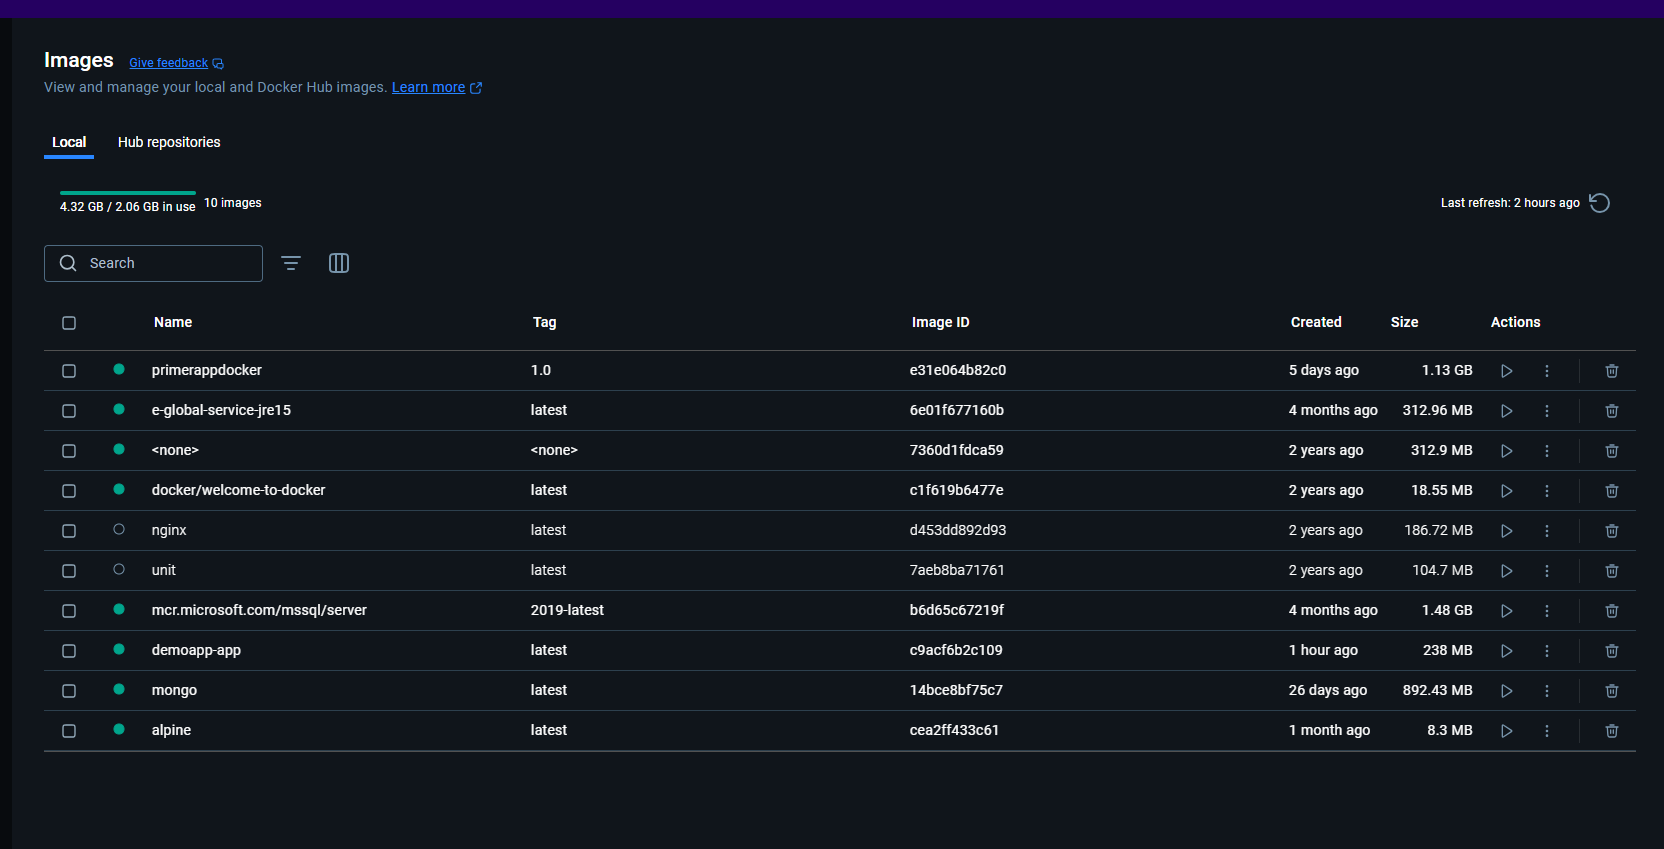 Images Give feedback
View and manage your local and Docker Hub images. Learn more
Local Hub repositories
4.32 GB / 2.06 GB in use 10 images Last refresh: 2 hours ago
Search
Name Tag Image ID Created Size Actions
primerappdocker 1.0 e31e064b82c0 5 days ago 1.13 GB
e-global-service-jre15 latest 6e01f677160b 4 months ago 312.96 MB
<none> <none> 7360d1fdca59 2 years ago 312.9 MB
docker/welcome-to-docker latest c1f619b6477e 2 years ago 18.55 MB
nginx latest d453dd892d93 2 years ago 186.72 MB
unit latest 7aeb8ba71761 2 years ago 104.7 MB
mcr.microsoft.com/mssql/server 2019-latest b6d65c67219f 4 months ago 1.48 GB
demoapp-app latest c9acf6b2c109 1 hour ago 238 MB
mongo latest 14bce8bf75c7 26 days ago 892.43 MB
alpine latest cea2ff433c61 1 month ago 8.3 MB